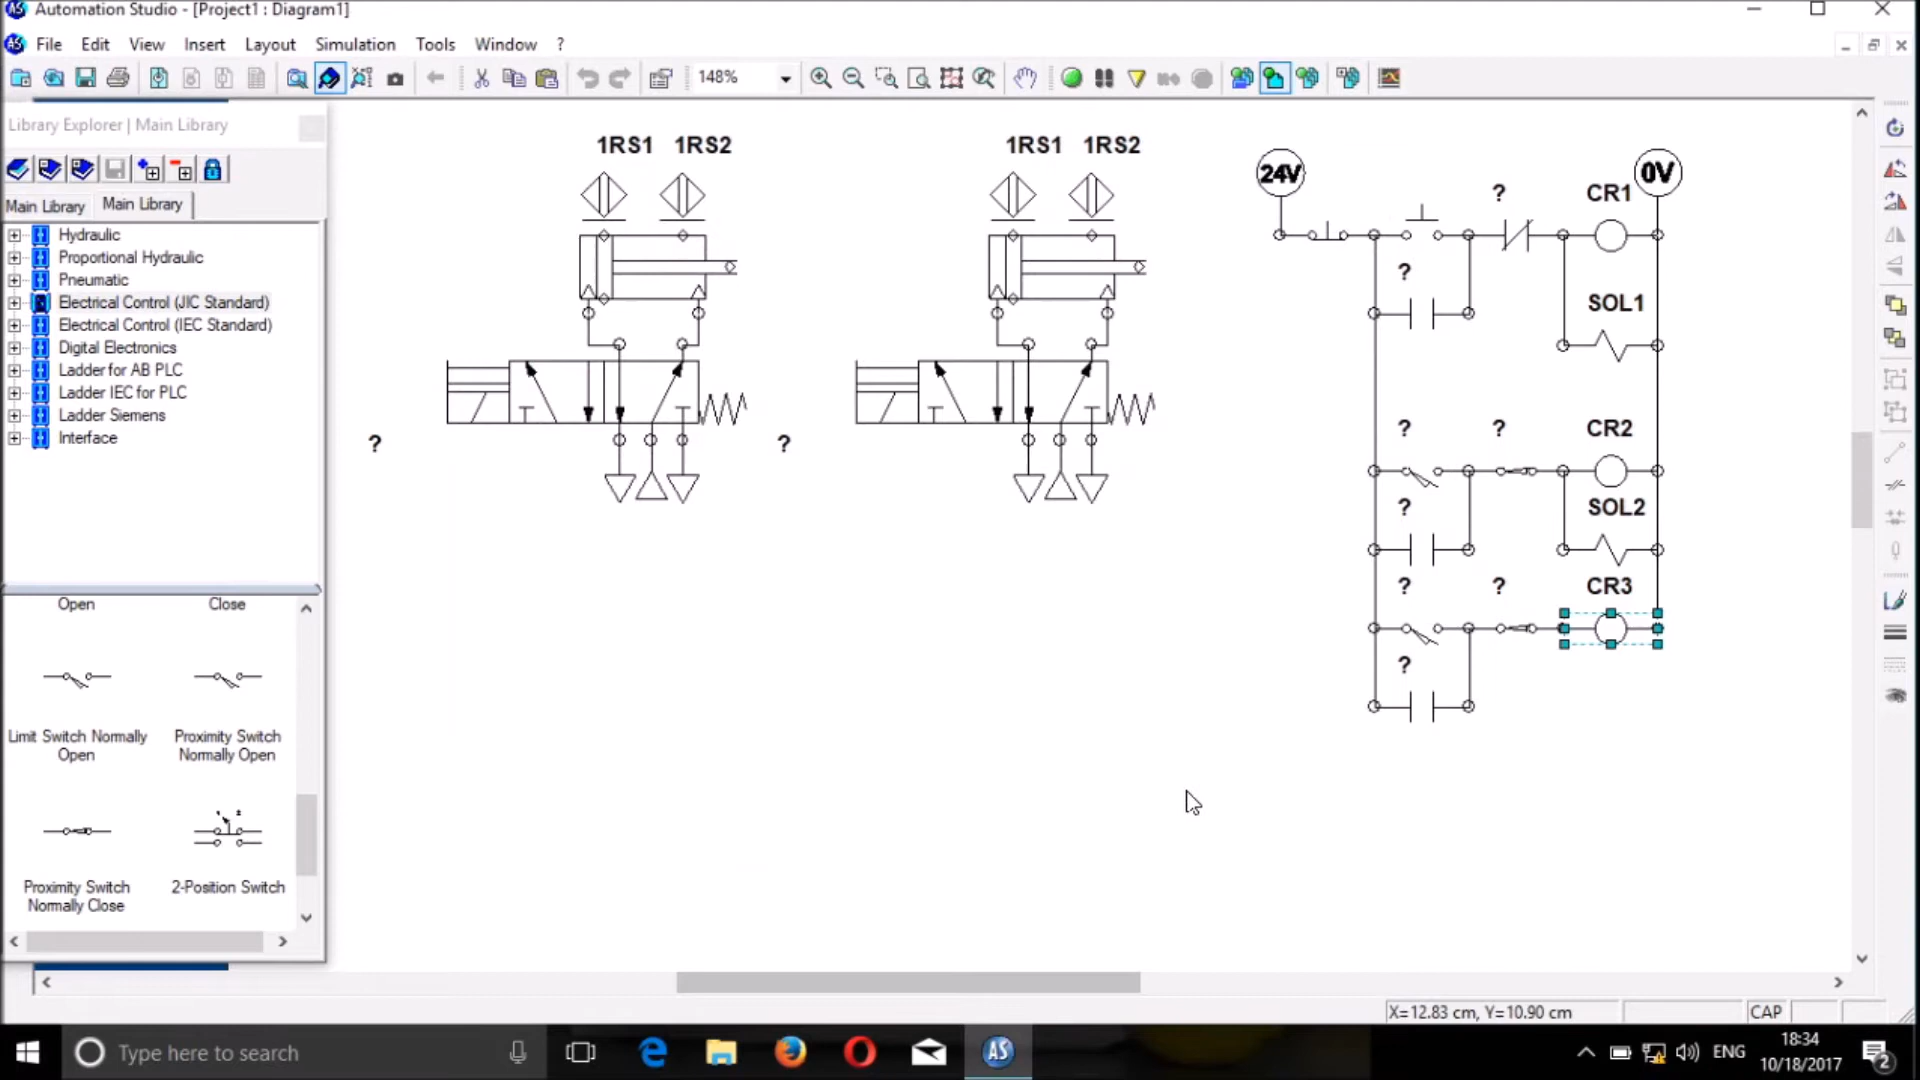 Automation Studio - [Project1 : Diagram1]
File Edit View Insert Layout Simulation Tools Window ?
148%
Library Explorer | Main Library
Main Library Main Library
Hydraulic
Proportional Hydraulic
Pneumatic
Electrical Control (JIC Standard)
Electrical Control (IEC Standard)
Digital Electronics
Ladder for AB PLC
Ladder IEC for PLC
Ladder Siemens
Interface
Open Close
Limit Switch Normally Open
Proximity Switch Normally Open
Proximity Switch Normally Close
2-Position Switch
1RS1 1RS2
?
1RS1 1RS2
?
24V 0V
? CR1
?
SOL1
? ? CR2
? SOL2
? ? CR3
?
X=12.83 cm, Y=10.90 cm CAP
Type here to search
AS
ENG
18:34
10/18/2017
2